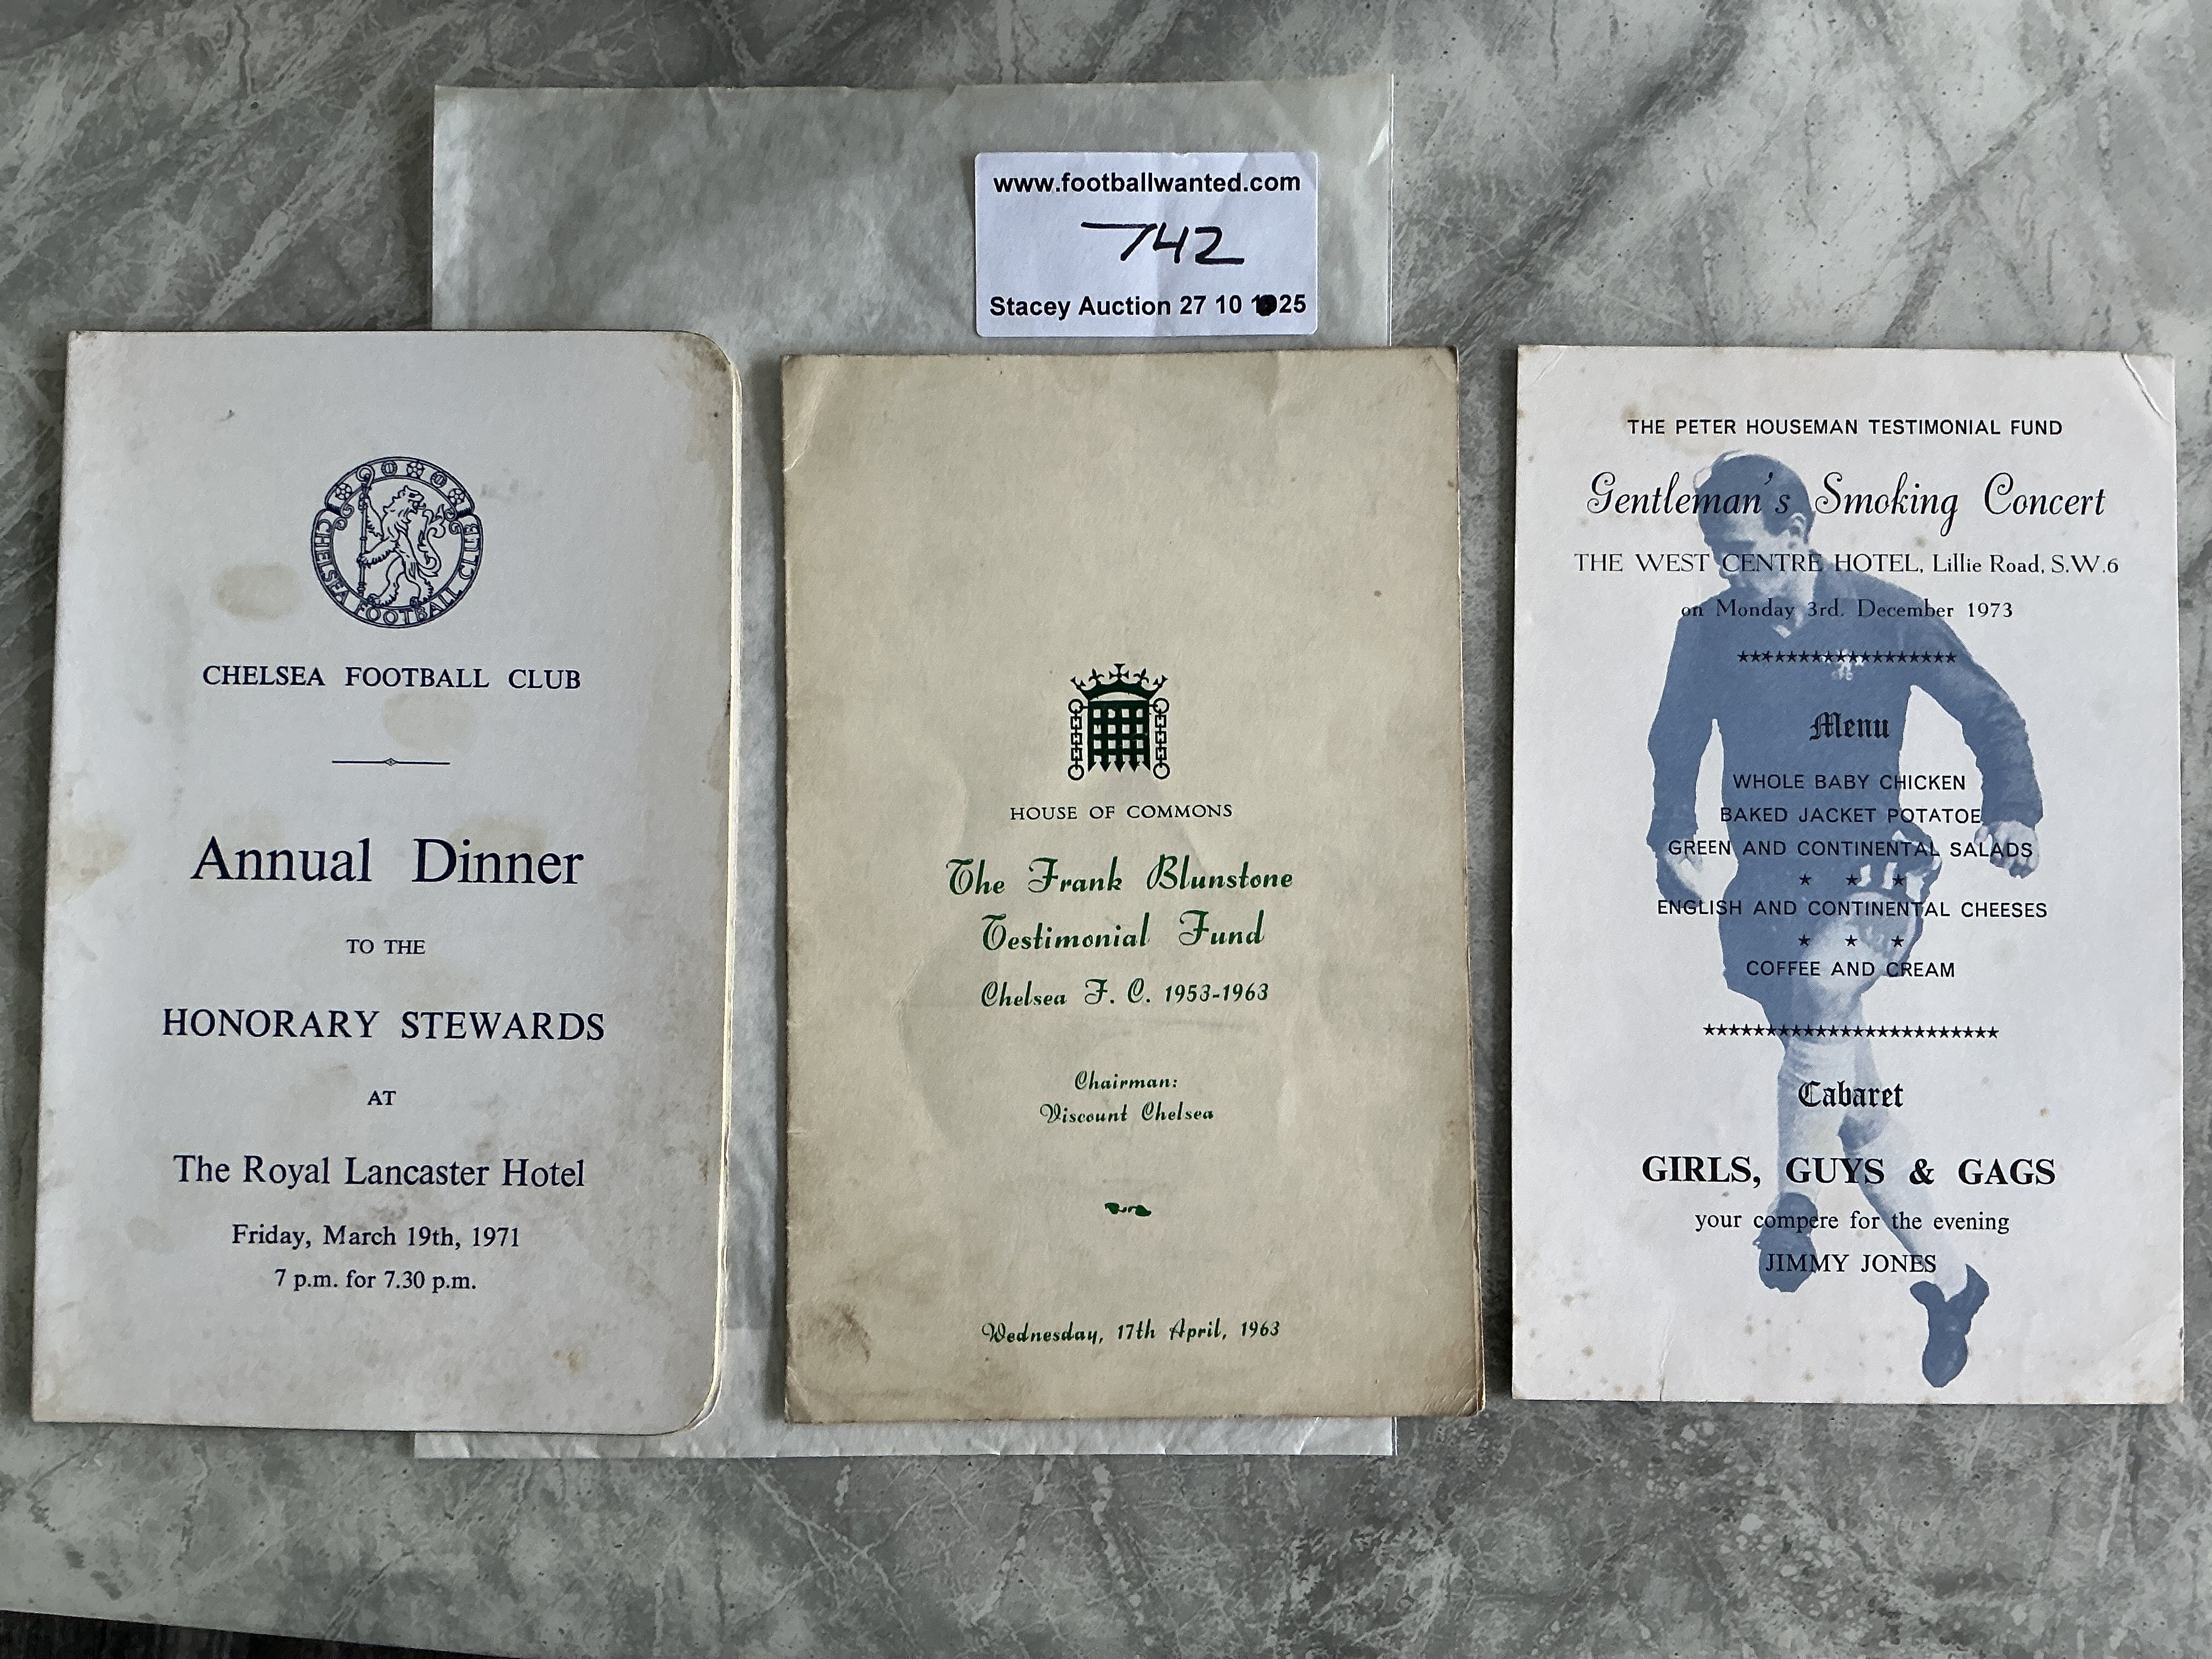 www.footballwanted.com
742
Stacey Auction 27 10 25
CHELSEA FOOTBALL CLUB
CHELSEA FOOTBALL CLUB
Annual Dinner
TO THE
HONORARY STEWARDS
AT
The Royal Lancaster Hotel
Friday, March 19th, 1971
7 p.m. for 7.30 p.m.
HOUSE OF COMMONS
The Frank Blunstone
Testimonial Fund
Chelsea F. C. 1953-1963
Chairman:
Viscount Chelsea
Wednesday, 17th April, 1963
THE PETER HOUSEMAN TESTIMONIAL FUND
Gentleman's Smoking Concert
THE WEST CENTRE HOTEL, Lillie Road, S.W.6
on Monday 3rd. December 1973
******************
Menu
WHOLE BABY CHICKEN
BAKED JACKET POTATOE
GREEN AND CONTINENTAL SALADS
* * *
ENGLISH AND CONTINENTAL CHEESES
* * *
COFFEE AND CREAM
************************
Cabaret
GIRLS, GUYS & GAGS
your compere for the evening
JIMMY JONES